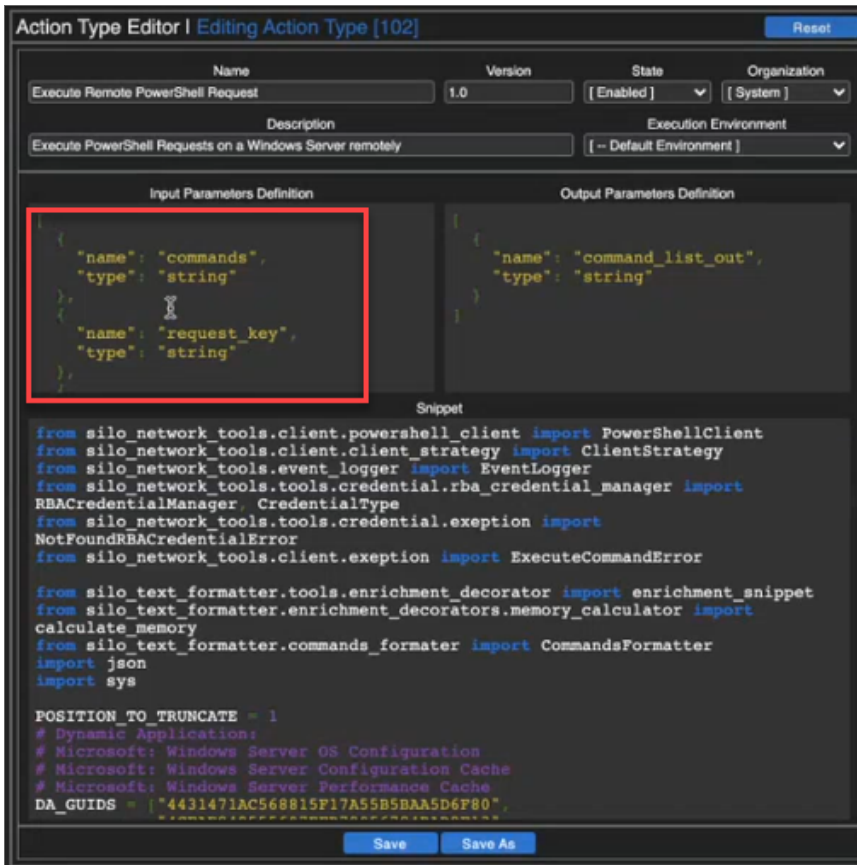 Action Type Editor | Editing Action Type [102]
Reset
Name
Version
State
Organization
Execute Remote PowerShell Request
1.0
[ Enabled ]
[ System ]
Description
Execution Environment
Execute PowerShell Requests on a Windows Server remotely
[ -- Default Environment ]
Input Parameters Definition
[
{
"name": "commands",
"type": "string"
},
{
"name": "request_key",
"type": "string"
},
Output Parameters Definition
[
{
"name": "command_list_out",
"type": "string"
}
]
Snippet
from silo_network_tools.client.powershell_client import PowerShellClient
from silo_network_tools.client.client_strategy import ClientStrategy
from silo_network_tools.event_logger import EventLogger
from silo_network_tools.tools.credential.rba_credential_manager import
RBACredentialManager, CredentialType
from silo_network_tools.tools.credential.exeption import
NotFoundRBACredentialError
from silo_network_tools.client.exeption import ExecuteCommandError
from silo_text_formatter.tools.enrichment_decorator import enrichment_snippet
from silo_text_formatter.enrichment_decorators.memory_calculator import
calculate_memory
from silo_text_formatter.commands_formater import CommandsFormatter
import json
import sys
POSITION_TO_TRUNCATE = 1
# Dynamic Application:
# Microsoft: Windows Server OS Configuration
# Microsoft: Windows Server Configuration Cache
# Microsoft: Windows Server Performance Cache
DA_GUIDS = ["4431471AC568815F17A55B5BAA5D6F80",
Save
Save As